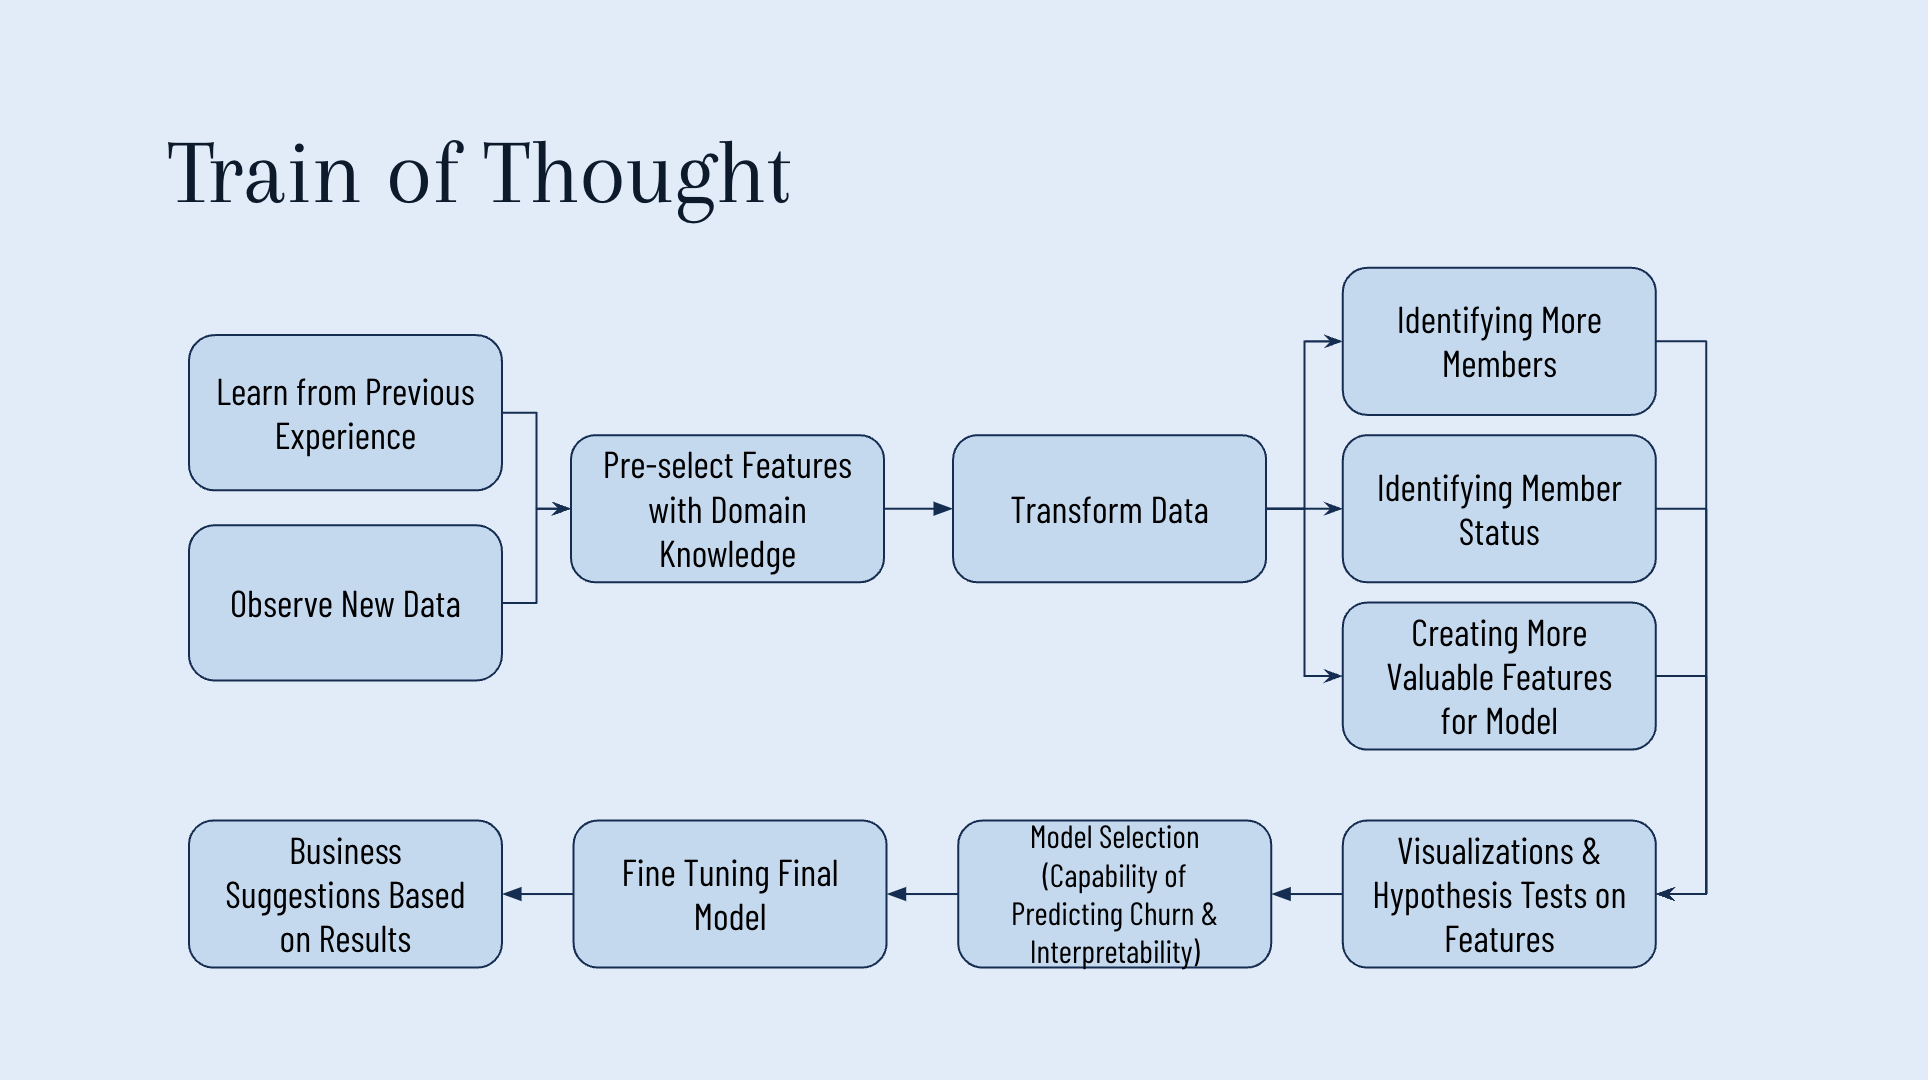 Train of Thought
Learn from Previous
Experience
Observe New Data
Pre-select Features
with Domain
Knowledge
Transform Data
Identifying More
Members
Identifying Member
Status
Creating More
Valuable Features
for Model
Visualizations &
Hypothesis Tests on
Features
Model Selection
(Capability of
Predicting Churn &
Interpretability)
Fine Tuning Final
Model
Business
Suggestions Based
on Results